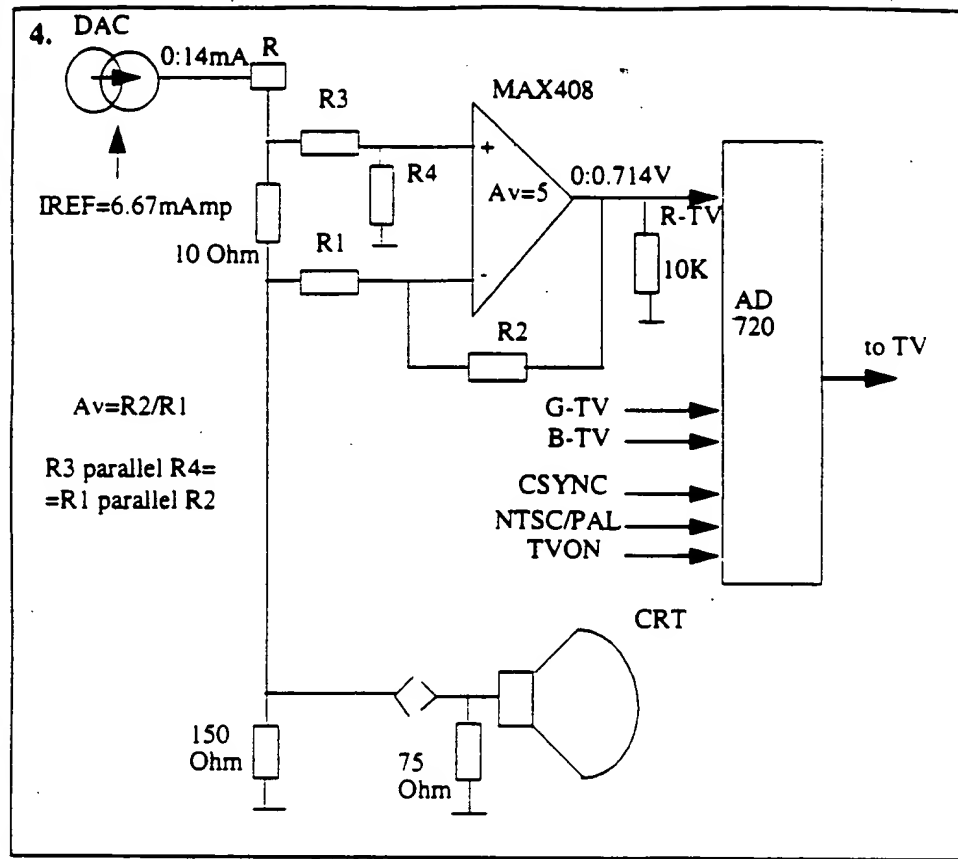 4.
DAC
0:14mA
R
IREF=6.67mAmp
10 Ohm
R3
R4
R1
MAX408
+
Av=5
-
R2
0:0.714V
R-TV
10K
AD
720
to TV
G-TV
B-TV
CSYNC
NTSC/PAL
TVON
Av=R2/R1
R3 parallel R4=
=R1 parallel R2
CRT
150
Ohm
75
Ohm